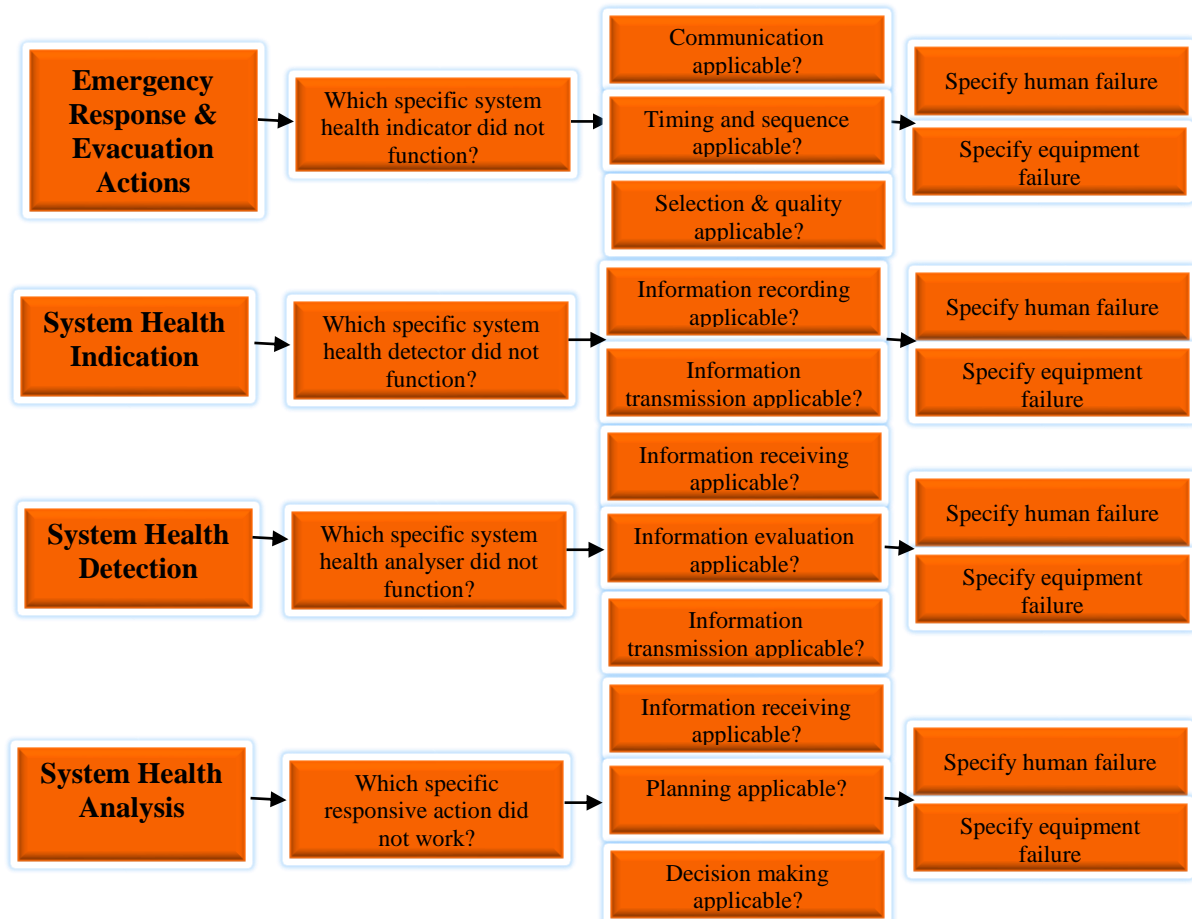 Emergency
Response &
Evacuation
Actions
Which specific system
health indicator did not
function?
Communication
applicable?
Timing and sequence
applicable?
Selection & quality
applicable?
Specify human failure
Specify equipment
failure
System Health
Indication
Which specific system
health detector did not
function?
Information recording
applicable?
Information
transmission applicable?
Specify human failure
Specify equipment
failure
System Health
Detection
Which specific system
health analyser did not
function?
Information receiving
applicable?
Information evaluation
applicable?
Information
transmission applicable?
Specify human failure
Specify equipment
failure
System Health
Analysis
Which specific
responsive action did
not work?
Information receiving
applicable?
Planning applicable?
Decision making
applicable?
Specify human failure
Specify equipment
failure